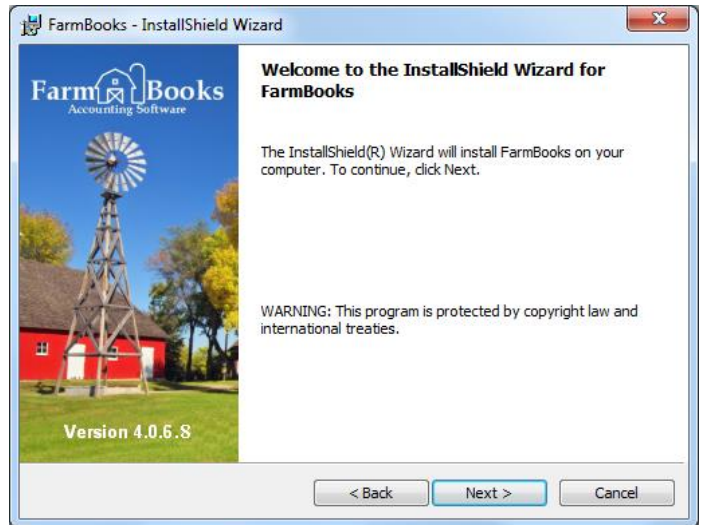 FarmBooks - InstallShield Wizard
Farm Books
Accounting Software
Welcome to the InstallShield Wizard for
FarmBooks
The InstallShield(R) Wizard will install FarmBooks on your
computer. To continue, click Next.
WARNING: This program is protected by copyright law and
international treaties.
Version 4.0.6.8
< Back Next > Cancel